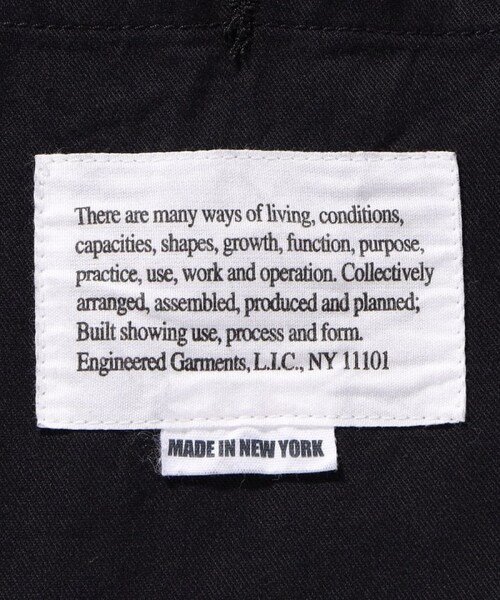 There are many ways of living, conditions,
capacities, shapes, growth, function, purpose,
practice, use, work and operation. Collectively
arranged, assembled, produced and planned;
Built showing use, process and form.
Engineered Garments, L.I.C., NY 11101
MADE IN NEW YORK